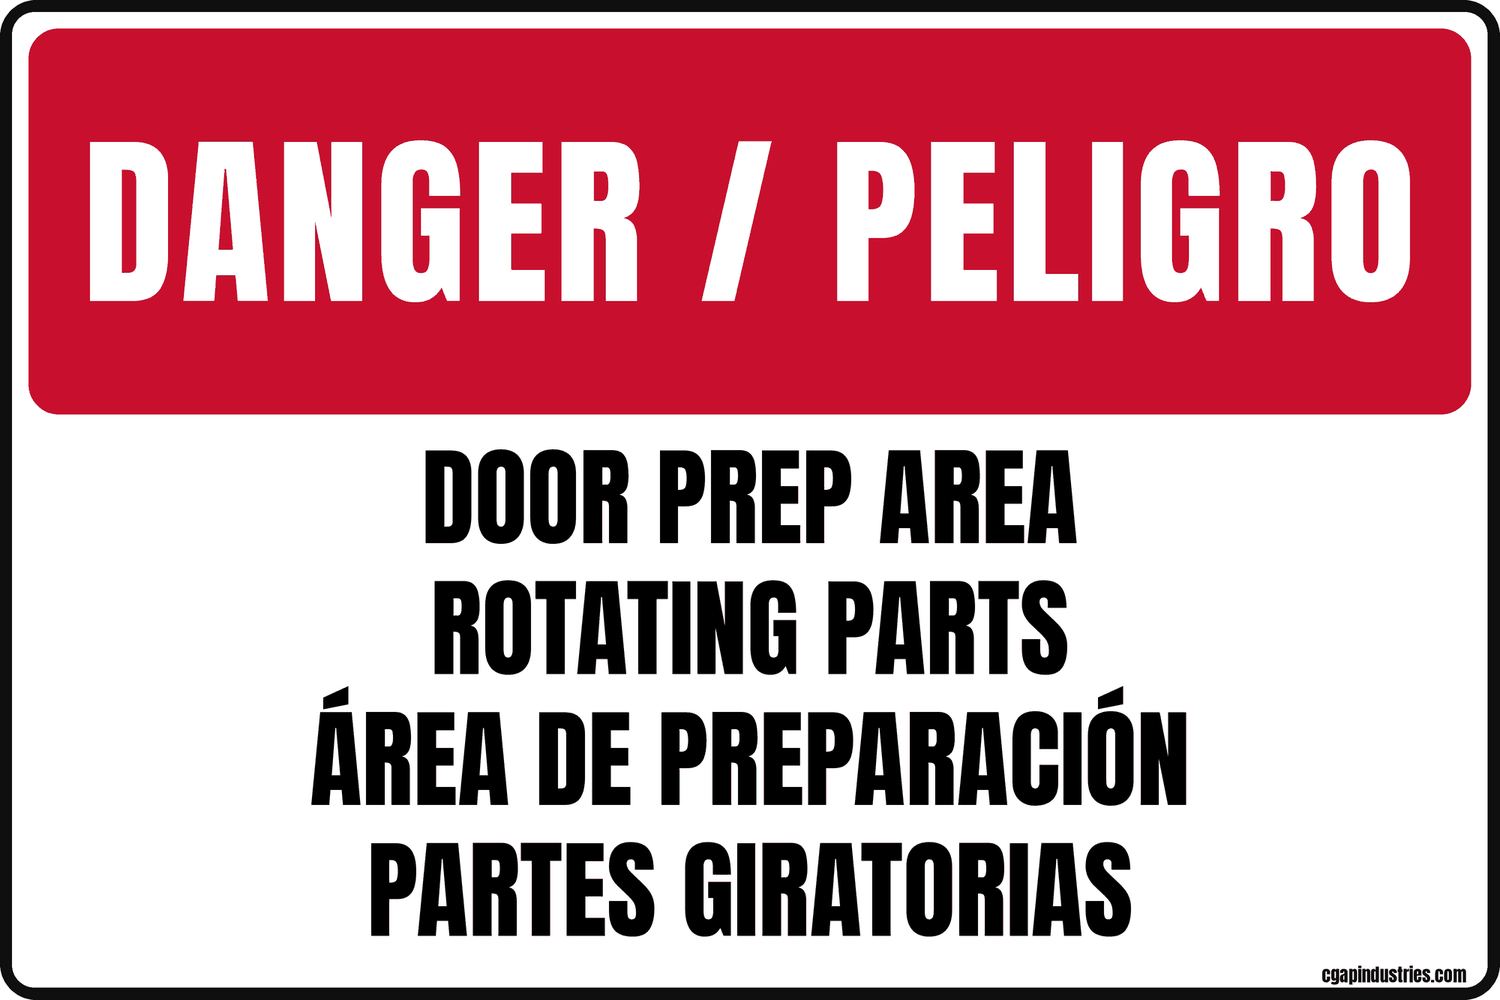 DANGER / PELIGRO
DOOR PREP AREA
ROTATING PARTS
ÁREA DE PREPARACIÓN
PARTES GIRATORIAS
cgapindustries.com